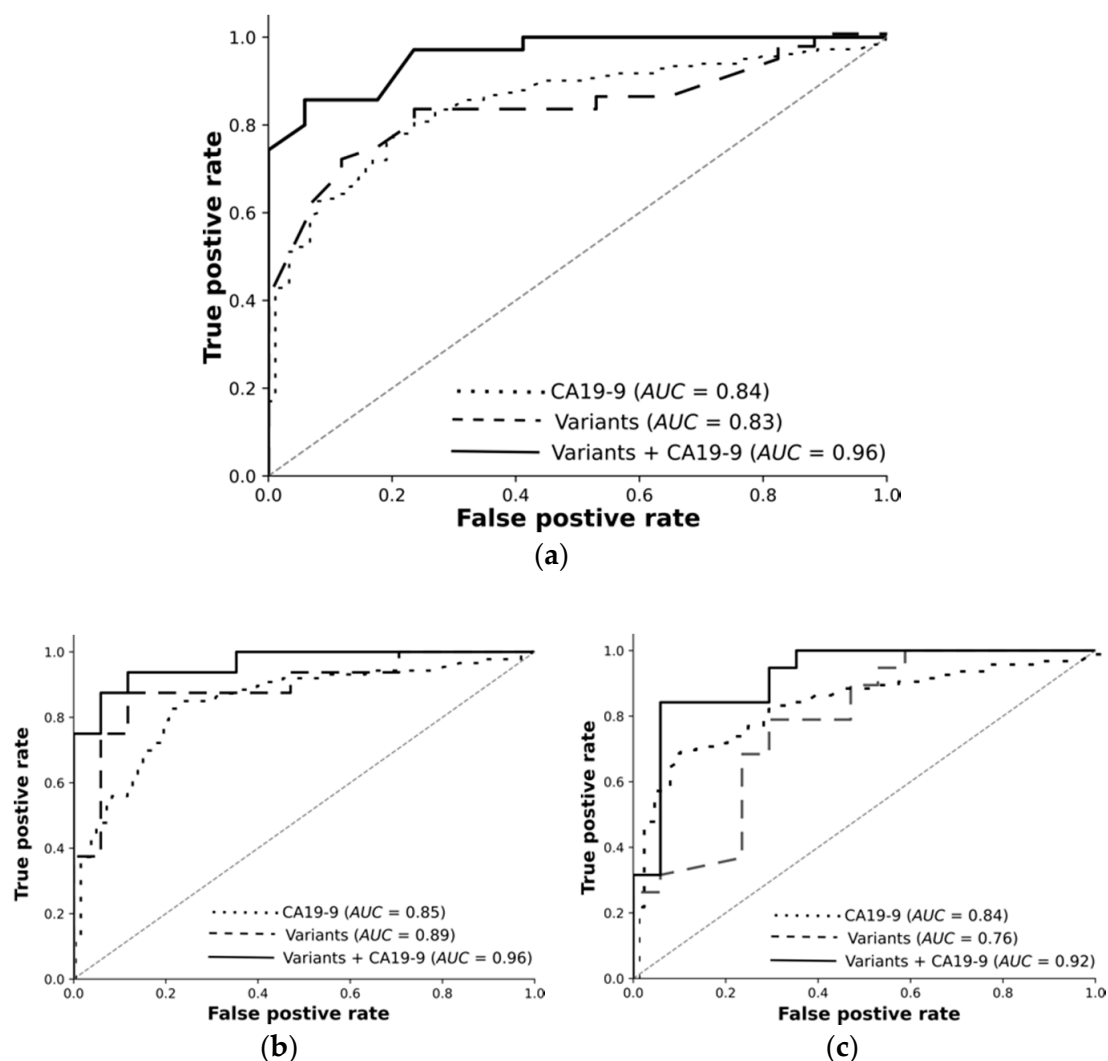 1.0
0.8
0.6
0.4
0.2
0.0
True postive rate
CA19-9 (AUC = 0.84)
Variants (AUC = 0.83)
Variants + CA19-9 (AUC = 0.96)
0.0 0.2 0.4 0.6 0.8 1.0
False postive rate
(a)
1.0
0.8
0.6
0.4
0.2
0.0
True postive rate
CA19-9 (AUC = 0.85)
Variants (AUC = 0.89)
Variants + CA19-9 (AUC = 0.96)
0.0 0.2 0.4 0.6 0.8 1.0
False postive rate
(b)
1.0
0.8
0.6
0.4
0.2
0.0
True postive rate
CA19-9 (AUC = 0.84)
Variants (AUC = 0.76)
Variants + CA19-9 (AUC = 0.92)
0.0 0.2 0.4 0.6 0.8 1.0
False postive rate
(c)